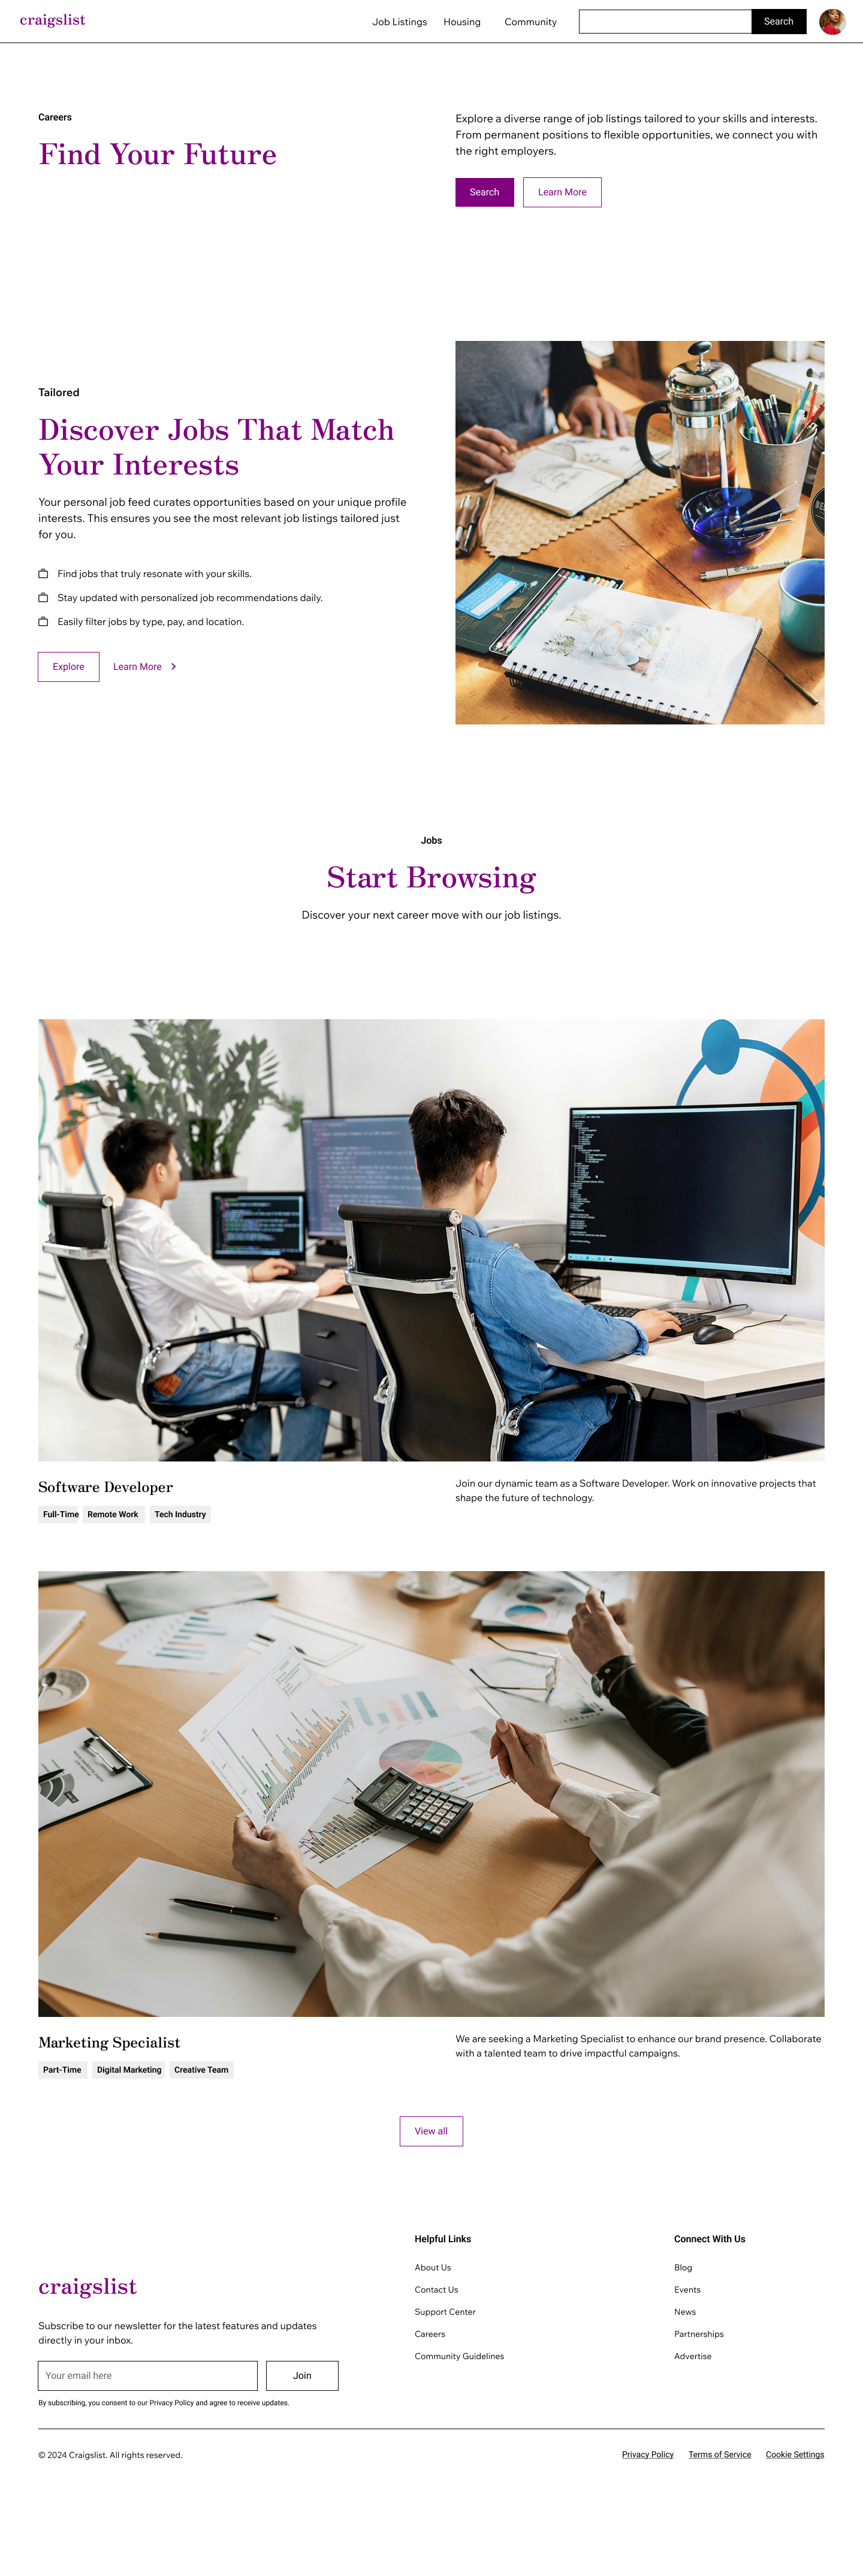 craigslist
Job Listings
Housing
Community
Search
Careers
Find Your Future
Explore a diverse range of job listings tailored to your skills and interests.
From permanent positions to flexible opportunities, we connect you with
the right employers.
Search
Learn More
Tailored
Discover Jobs That Match
Your Interests
Your personal job feed curates opportunities based on your unique profile
interests. This ensures you see the most relevant job listings tailored just
for you.
Find jobs that truly resonate with your skills.
Stay updated with personalized job recommendations daily.
Easily filter jobs by type, pay, and location.
Explore
Learn More
Jobs
Start Browsing
Discover your next career move with our job listings.
Software Developer
Full-Time
Remote Work
Tech Industry
Join our dynamic team as a Software Developer. Work on innovative projects that
shape the future of technology.
Marketing Specialist
Part-Time
Digital Marketing
Creative Team
We are seeking a Marketing Specialist to enhance our brand presence. Collaborate
with a talented team to drive impactful campaigns.
View all
craigslist
Subscribe to our newsletter for the latest features and updates
directly in your inbox.
Your email here
Join
By subscribing, you consent to our Privacy Policy and agree to receive updates.
Helpful Links
About Us
Contact Us
Support Center
Careers
Community Guidelines
Connect With Us
Blog
Events
News
Partnerships
Advertise
© 2024 Craigslist. All rights reserved.
Privacy Policy
Terms of Service
Cookie Settings